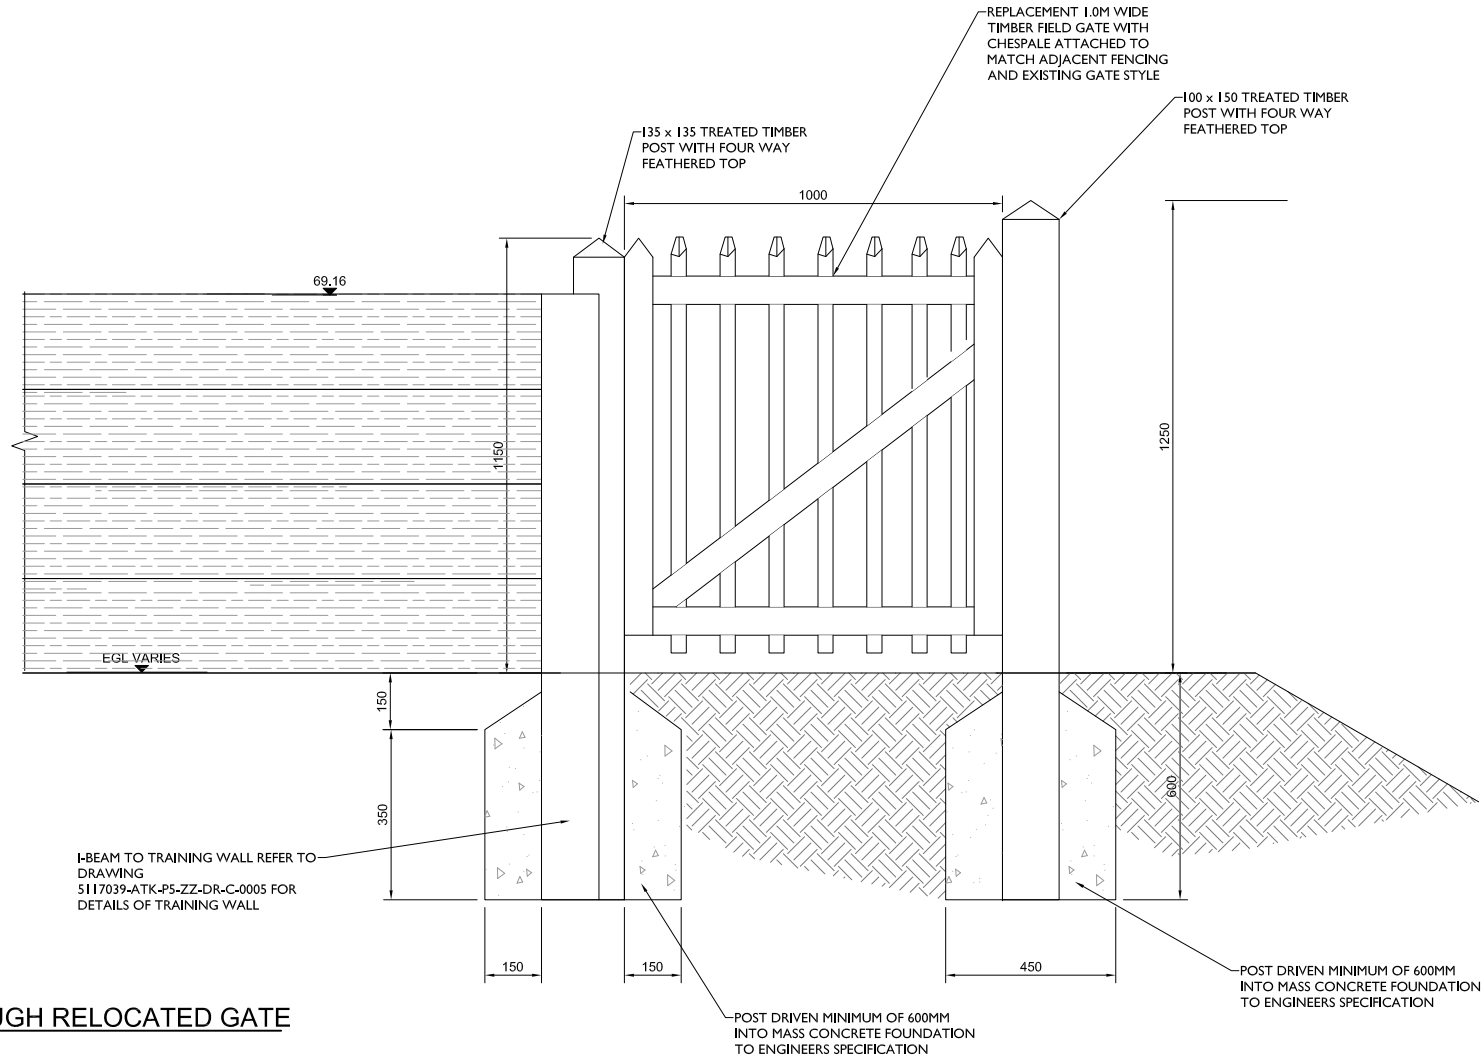 REPLACEMENT 1.0M WIDE
TIMBER FIELD GATE WITH
CHESPALE ATTACHED TO
MATCH ADJACENT FENCING
AND EXISTING GATE STYLE
100 x 150 TREATED TIMBER
POST WITH FOUR WAY
FEATHERED TOP
135 x 135 TREATED TIMBER
POST WITH FOUR WAY
FEATHERED TOP
1000
69.16
1150
1250
EGL VARIES
150
350
600
I-BEAM TO TRAINING WALL REFER TO
DRAWING
5117039-ATK-P5-ZZ-DR-C-0005 FOR
DETAILS OF TRAINING WALL
150
150
450
POST DRIVEN MINIMUM OF 600MM
INTO MASS CONCRETE FOUNDATION
TO ENGINEERS SPECIFICATION
POST DRIVEN MINIMUM OF 600MM
INTO MASS CONCRETE FOUNDATION
TO ENGINEERS SPECIFICATION
UGH RELOCATED GATE